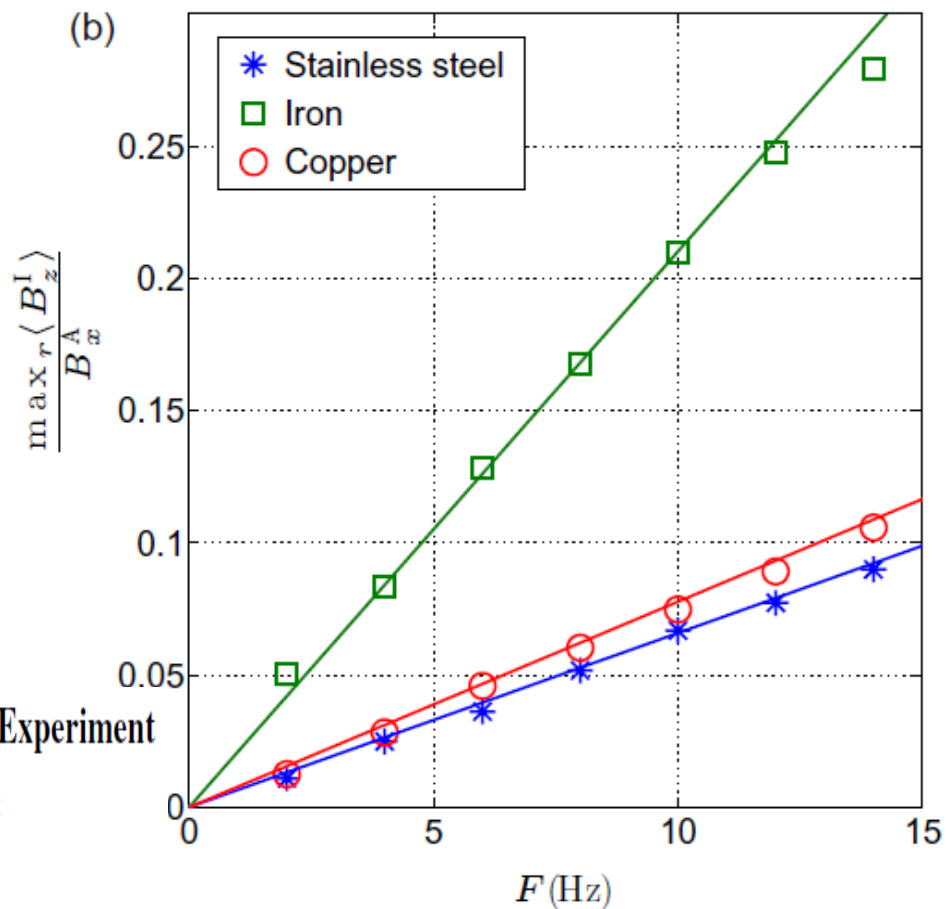 (b)
Stainless steel
Iron
Copper
0.25
0.2
0.15
0.1
0.05
0
max r ⟨ B_z^I ⟩
B_x^A
Experiment
0 5 10 15
F (Hz)